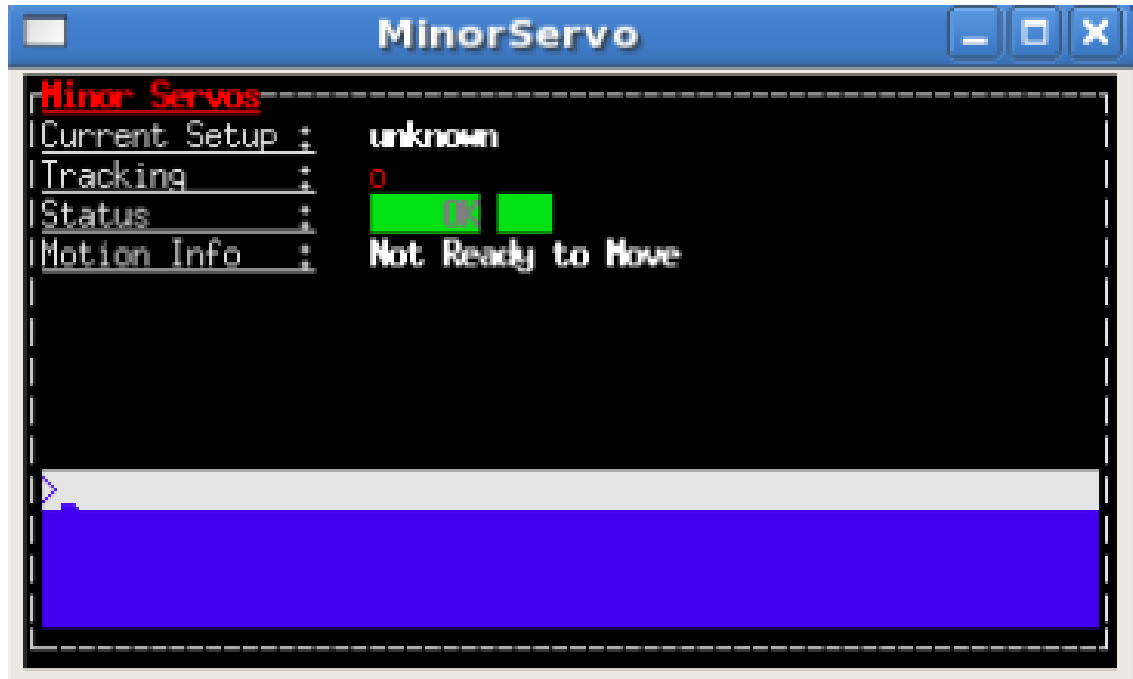 MinorServo
Minor Servos
Current Setup : unknown
Tracking : o
Status : OK
Motion Info : Not Ready to Move
>_